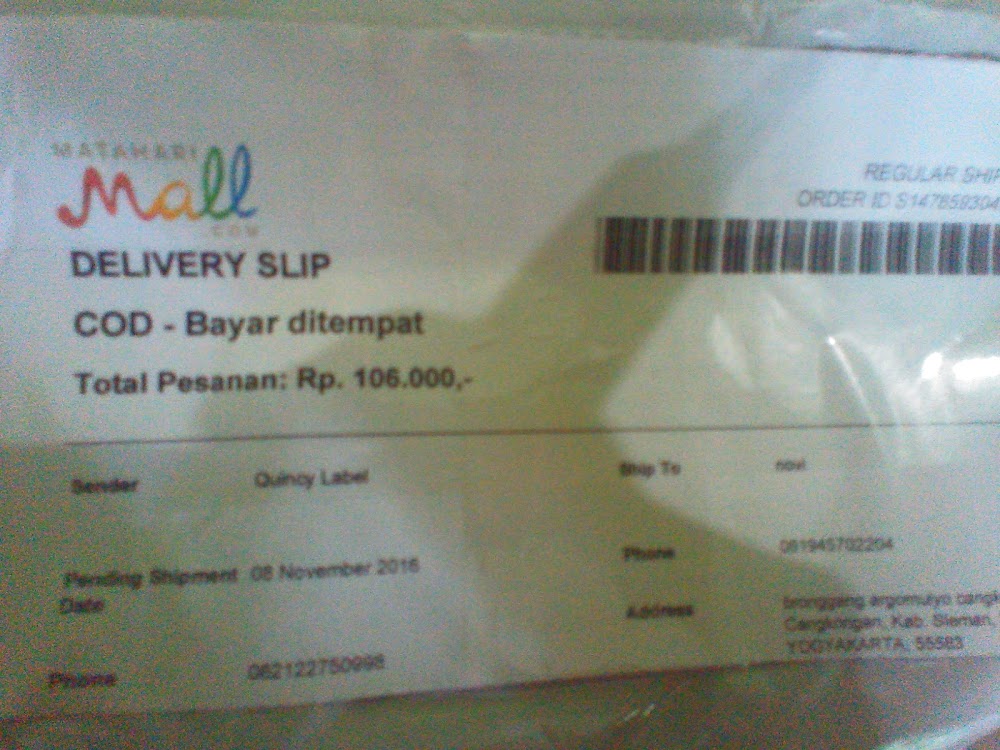 MATAHARI
Mall
.COM
REGULAR SHIP
ORDER ID S147859304
DELIVERY SLIP
COD - Bayar ditempat
Total Pesanan: Rp. 106.000,-
Sender Quincy Label
Ship To novi
Pending Shipment 08 November 2016
Date
Phone 081945702204
Address bronggang argomulyo
Cangkringan, Kab. Sleman,
YOGYAKARTA, 55583
Phone 082122750998